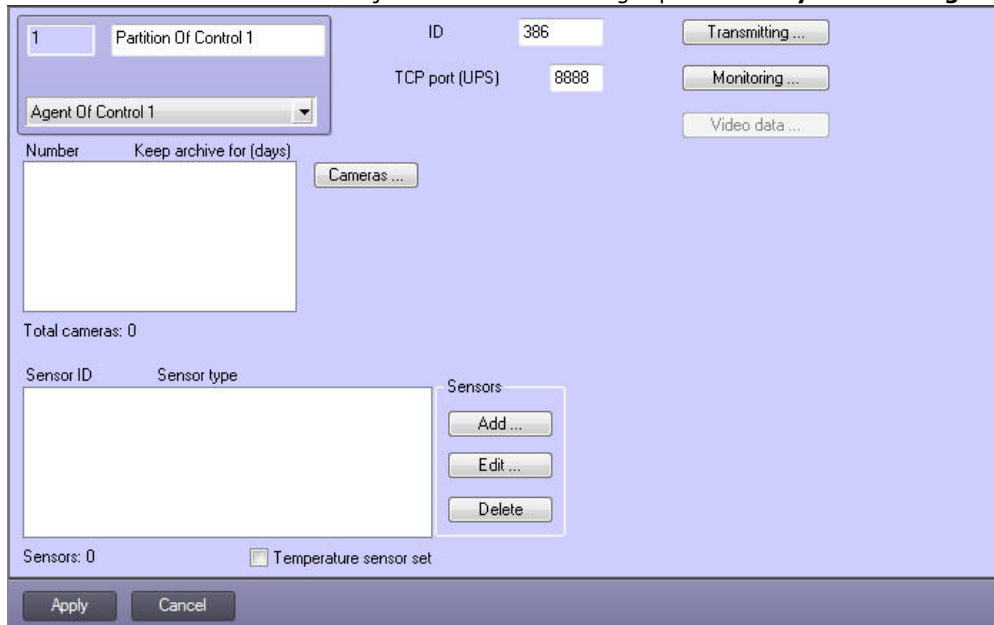 1 Partition Of Control 1 ID 386 Transmitting ...
TCP port (UPS) 8888 Monitoring ...
Agent Of Control 1 Video data ...
Number Keep archive for (days)
Cameras ...
Total cameras: 0
Sensor ID Sensor type
Sensors
Add ...
Edit ...
Delete
Sensors: 0 Temperature sensor set
Apply Cancel